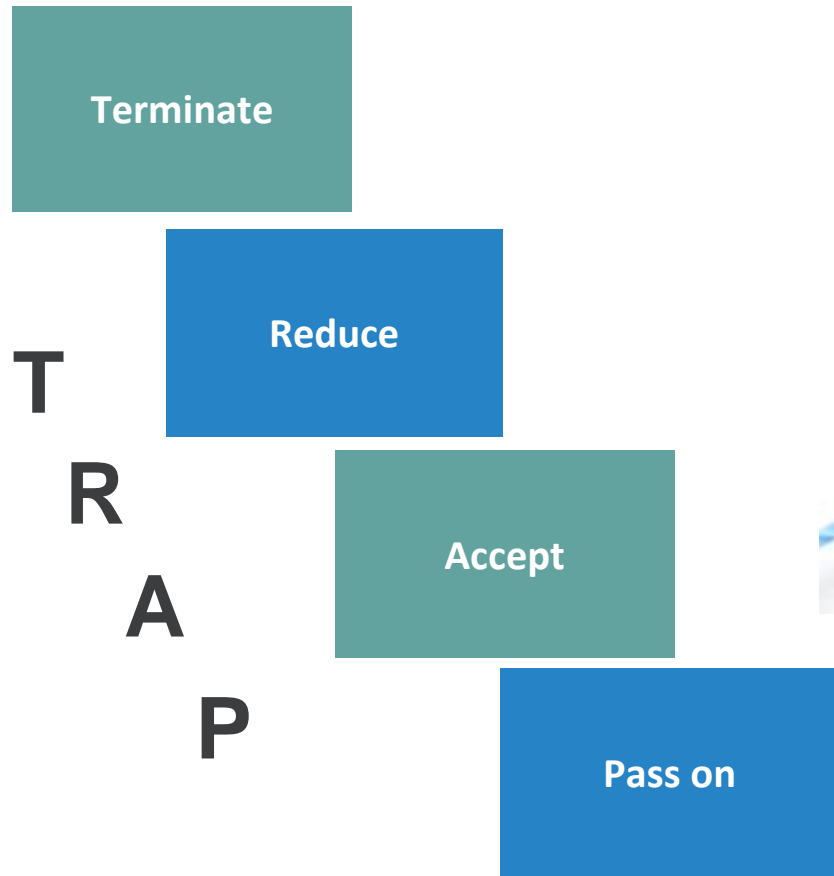 Terminate
Reduce
T
R
Accept
A
P
Pass on